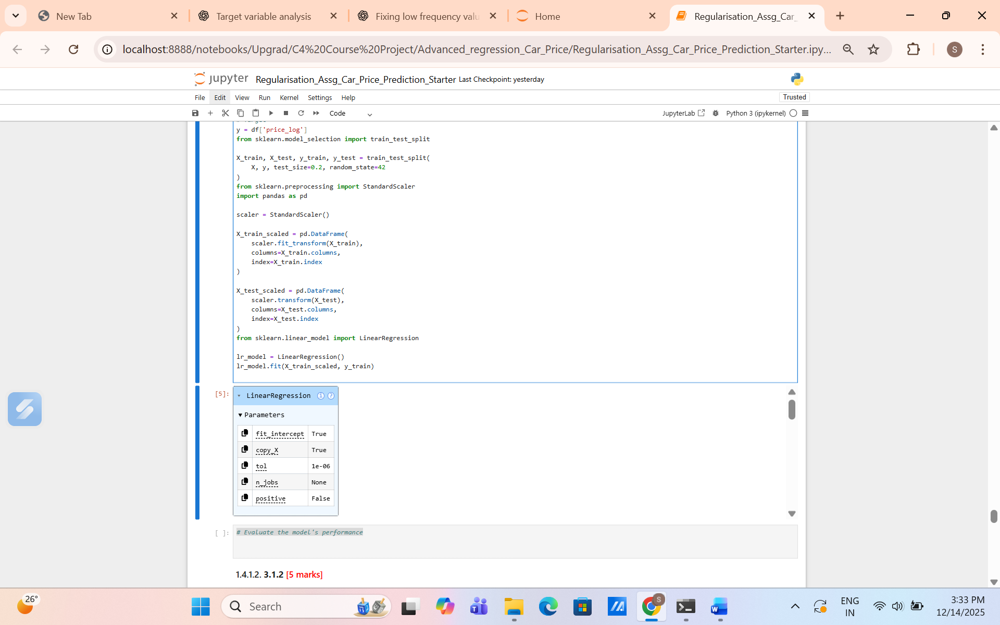 New Tab
Target variable analysis
Fixing low frequency valu
Home
Regularisation_Assg_Car_
localhost:8888/notebooks/Upgrad/C4%20Course%20Project/Advanced_regression_Car_Price/Regularisation_Assg_Car_Price_Prediction_Starter.ipy...
S
jupyter Regularisation_Assg_Car_Price_Prediction_Starter Last Checkpoint: yesterday
File Edit View Run Kernel Settings Help
Trusted
Code
JupyterLab
Python 3 (ipykernel)
y = df['price_log']
from sklearn.model_selection import train_test_split
X_train, X_test, y_train, y_test = train_test_split(
X, y, test_size=0.2, random_state=42
)
from sklearn.preprocessing import StandardScaler
import pandas as pd
scaler = StandardScaler()
X_train_scaled = pd.DataFrame(
scaler.fit_transform(X_train),
columns=X_train.columns,
index=X_train.index
)
X_test_scaled = pd.DataFrame(
scaler.transform(X_test),
columns=X_test.columns,
index=X_test.index
)
from sklearn.linear_model import LinearRegression
lr_model = LinearRegression()
lr_model.fit(X_train_scaled, y_train)
[5]:
LinearRegression
i ?
Parameters
fit_intercept True
copy_X True
tol 1e-06
n_jobs None
positive False
[ ]:
# Evaluate the model's performance
1.4.1.2. 3.1.2 [5 marks]
26°
Search
S
ENG
IN
3:33 PM
12/14/2025